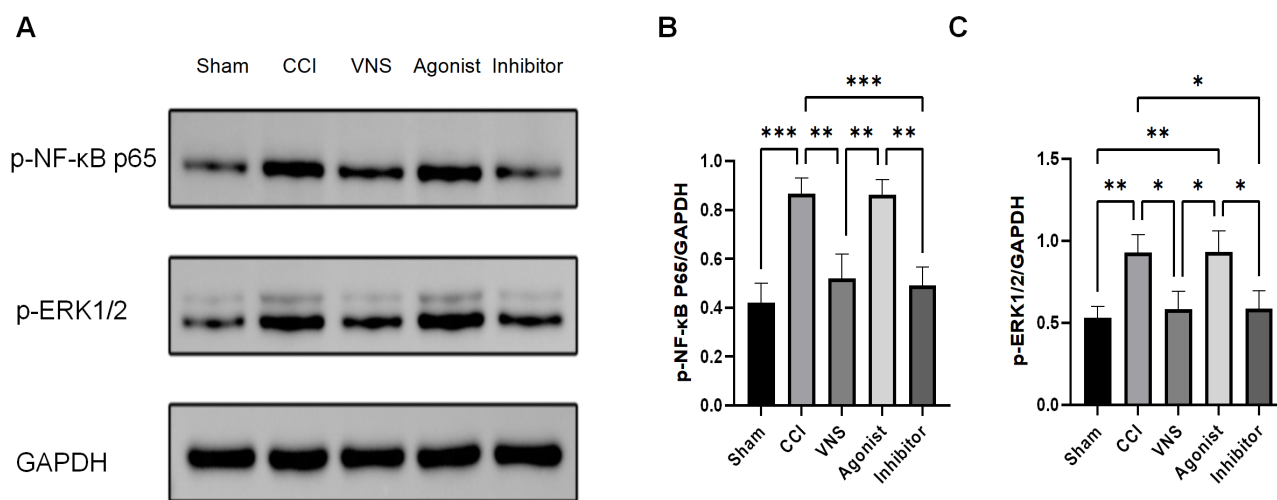 A
Sham CCI VNS Agonist Inhibitor
p-NF-κB p65
p-ERK1/2
GAPDH
B
***
*** ** ** **
p-NF-κB P65/GAPDH
1.0
0.8
0.6
0.4
0.2
0.0
Sham
CCI
VNS
Agonist
Inhibitor
C
*
**
** * * *
p-ERK1/2/GAPDH
1.5
1.0
0.5
0.0
Sham
CCI
VNS
Agonist
Inhibitor